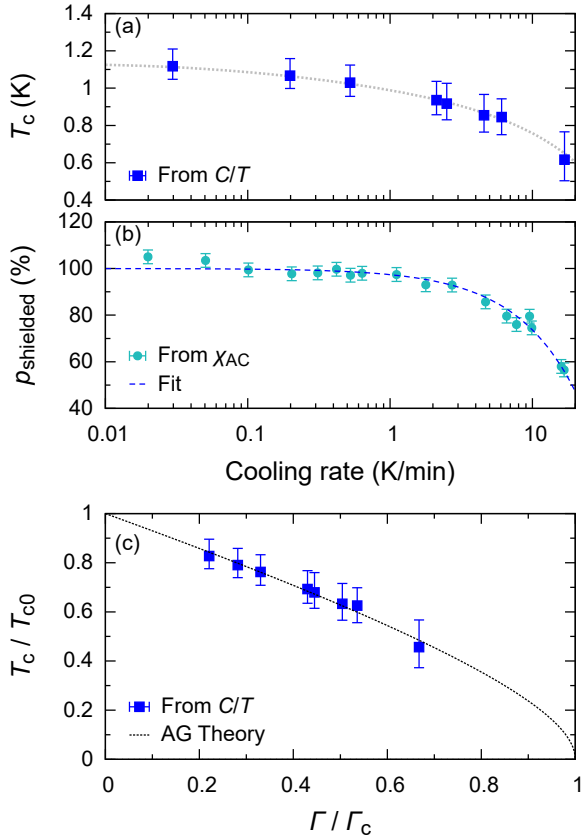 (a)
1.4
1.2
1
0.8
0.6
0.4
T_c (K)
From C/T
(b)
120
100
80
60
40
p_shielded (%)
From χ_AC
Fit
0.01 0.1 1 10
Cooling rate (K/min)
(c)
1
0.8
0.6
0.4
0.2
0
T_c / T_c0
From C/T
AG Theory
0 0.2 0.4 0.6 0.8 1
Γ / Γ_c